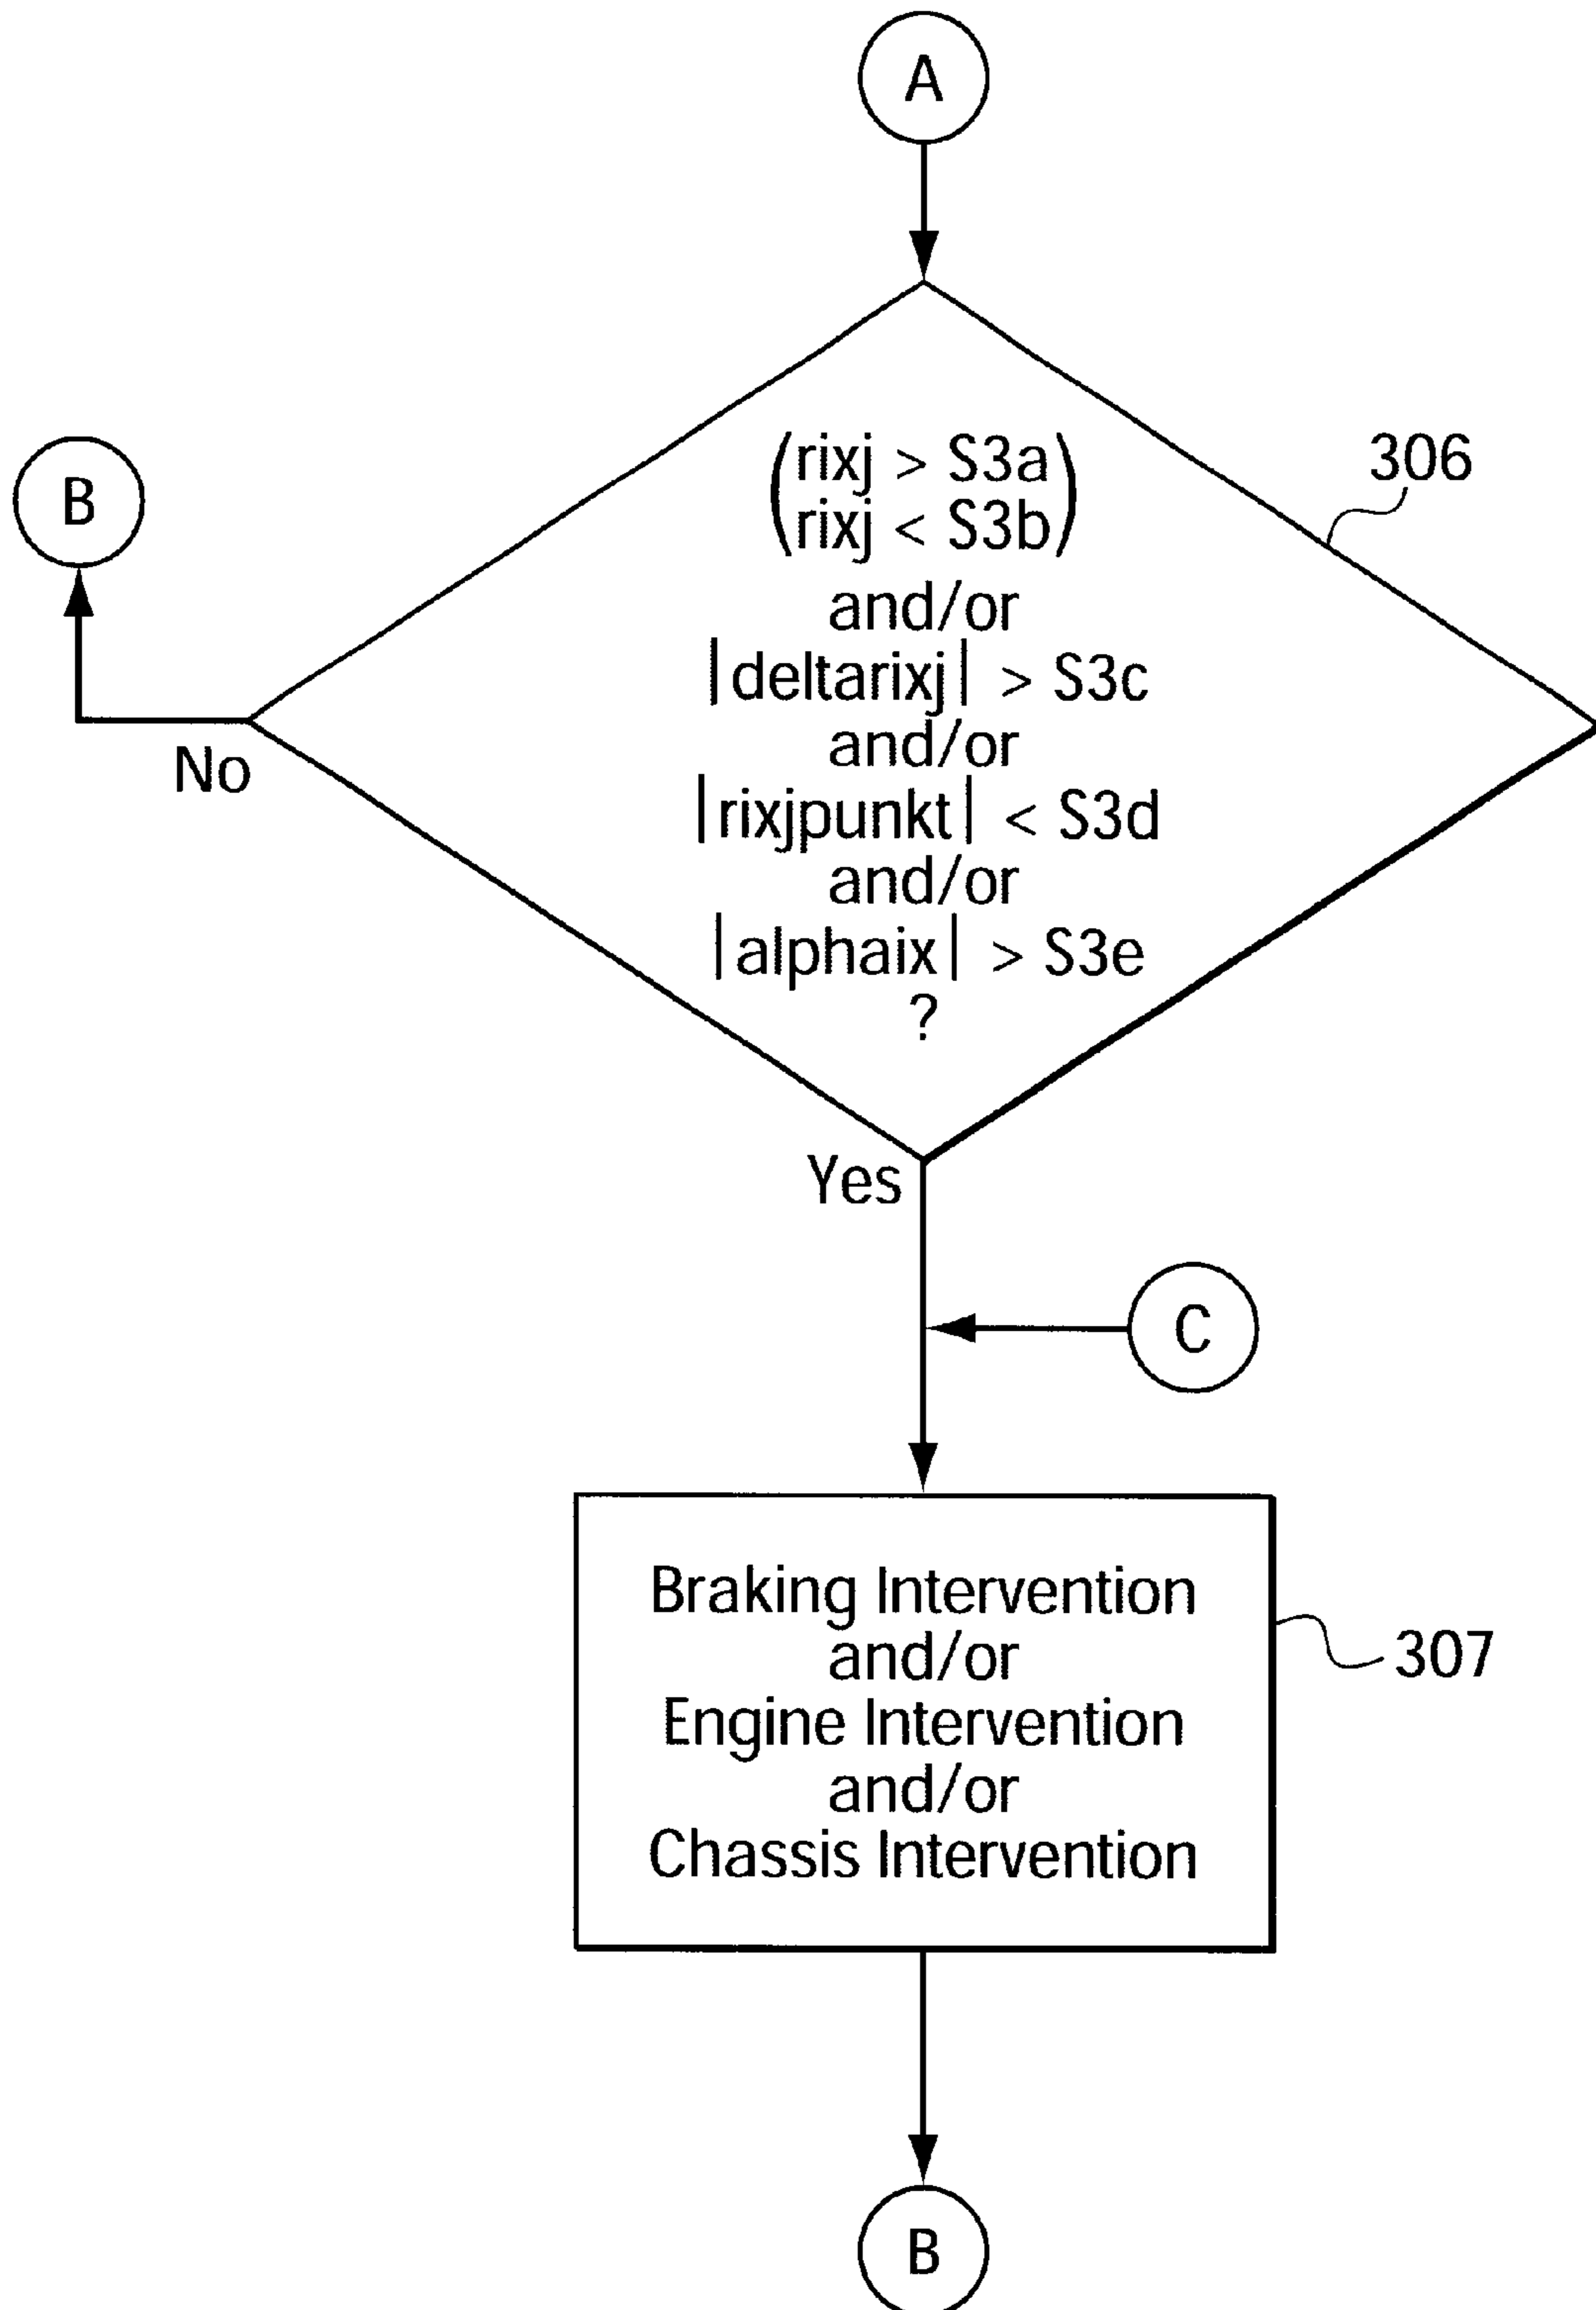 A
(rixj > S3a)
(rixj < S3b)
306
B
and/or
|deltarixj| > S3c
and/or
No
|rixjpunkt| < S3d
and/or
|alphaix| > S3e
?
Yes
C
Braking Intervention
and/or
307
Engine Intervention
and/or
Chassis Intervention
B